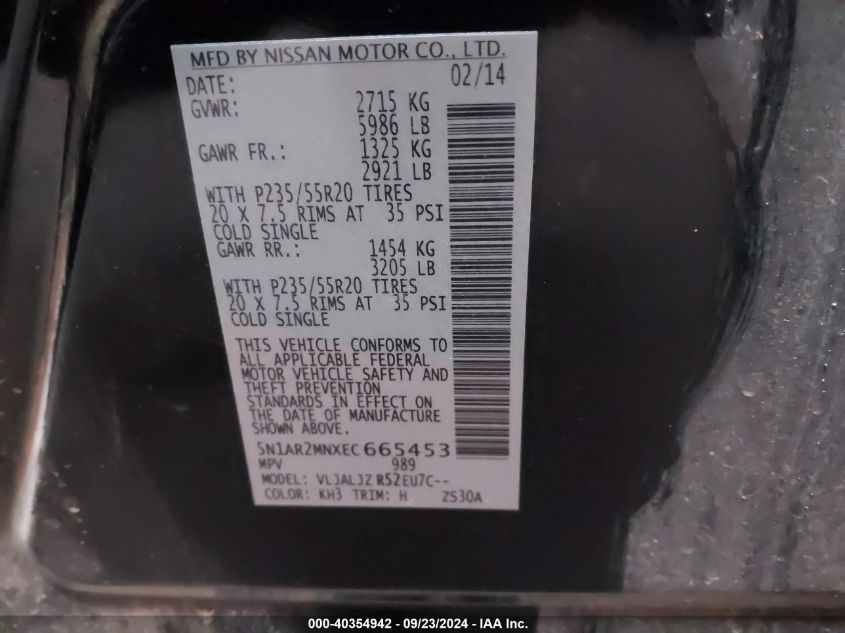 MFD BY NISSAN MOTOR CO., LTD.
DATE: 02/14
GVWR: 2715 KG
5986 LB
GAWR FR.: 1325 KG
2921 LB
WITH P235/55R20 TIRES
20 X 7.5 RIMS AT 35 PSI
COLD SINGLE
GAWR RR.: 1454 KG
3205 LB
WITH P235/55R20 TIRES
20 X 7.5 RIMS AT 35 PSI
COLD SINGLE
THIS VEHICLE CONFORMS TO
ALL APPLICABLE FEDERAL
MOTOR VEHICLE SAFETY AND
THEFT PREVENTION
STANDARDS IN EFFECT ON
THE DATE OF MANUFACTURE
SHOWN ABOVE.
5N1AR2MNXEC665453
MPV 989
MODEL: VLJALJZ R52EU7C--
COLOR: KH3 TRIM: H ZS30A
000-40354942 - 09/23/2024 - IAA Inc.